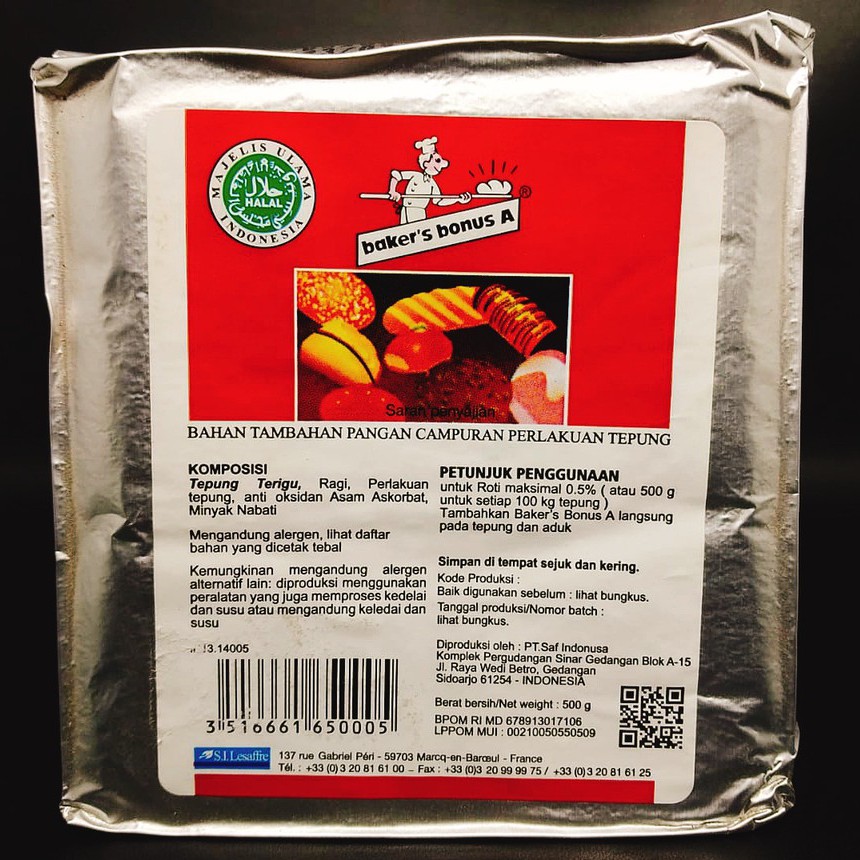 MAJELIS ULAMA
حلال
HALAL
INDONESIA
baker's bonus A ®
Saran penyajian
BAHAN TAMBAHAN PANGAN CAMPURAN PERLAKUAN TEPUNG
KOMPOSISI
Tepung Terigu, Ragi, Perlakuan
tepung, anti oksidan Asam Askorbat,
Minyak Nabati
Mengandung alergen, lihat daftar
bahan yang dicetak tebal
Kemungkinan mengandung alergen
alternatif lain: diproduksi menggunakan
peralatan yang juga memproses kedelai
dan susu atau mengandung keledai dan
susu
13.14005
3 516661 650005
PETUNJUK PENGGUNAAN
untuk Roti maksimal 0.5% ( atau 500 g
untuk setiap 100 kg tepung )
Tambahkan Baker's Bonus A langsung
pada tepung dan aduk
Simpan di tempat sejuk dan kering.
Kode Produksi :
Baik digunakan sebelum : lihat bungkus.
Tanggal produksi/Nomor batch :
lihat bungkus.
Diproduksi oleh : PT.Saf Indonusa
Komplek Pergudangan Sinar Gedangan Blok A-15
Jl. Raya Wedi Betro, Gedangan
Sidoarjo 61254 - INDONESIA
Berat bersih/Net weight : 500 g
BPOM RI MD 678913017106
LPPOM MUI : 00210050550509
S.I.Lesaffre
137 rue Gabriel Péri - 59703 Marcq-en-Barœul - France
Tél. : +33 (0)3 20 81 61 00 – Fax : +33 (0)3 20 99 99 75 / +33 (0)3 20 81 61 25